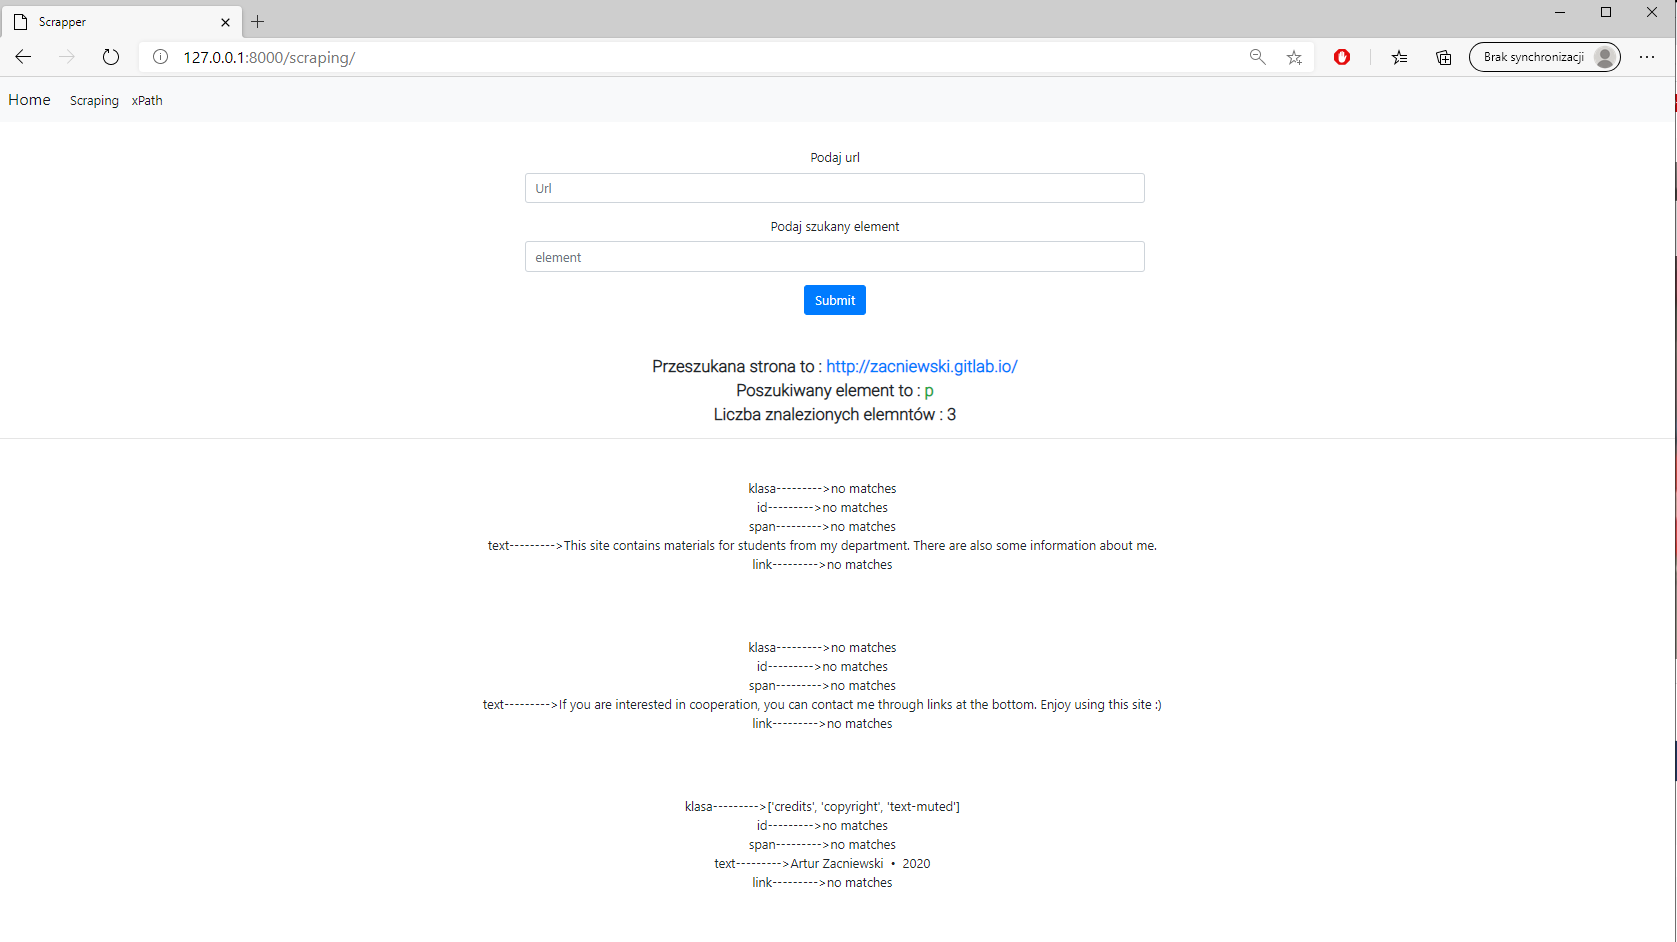 Scrapper
127.0.0.1:8000/scraping/
Brak synchronizacji
Home Scraping xPath
Podaj url
Url
Podaj szukany element
element
Submit
Przeszukana strona to : http://zacniewski.gitlab.io/
Poszukiwany element to : p
Liczba znalezionych elemntów : 3
klasa--------->no matches
id--------->no matches
span--------->no matches
text--------->This site contains materials for students from my department. There are also some information about me.
link--------->no matches
klasa--------->no matches
id--------->no matches
span--------->no matches
text--------->If you are interested in cooperation, you can contact me through links at the bottom. Enjoy using this site :)
link--------->no matches
klasa--------->['credits', 'copyright', 'text-muted']
id--------->no matches
span--------->no matches
text--------->Artur Zacniewski • 2020
link--------->no matches